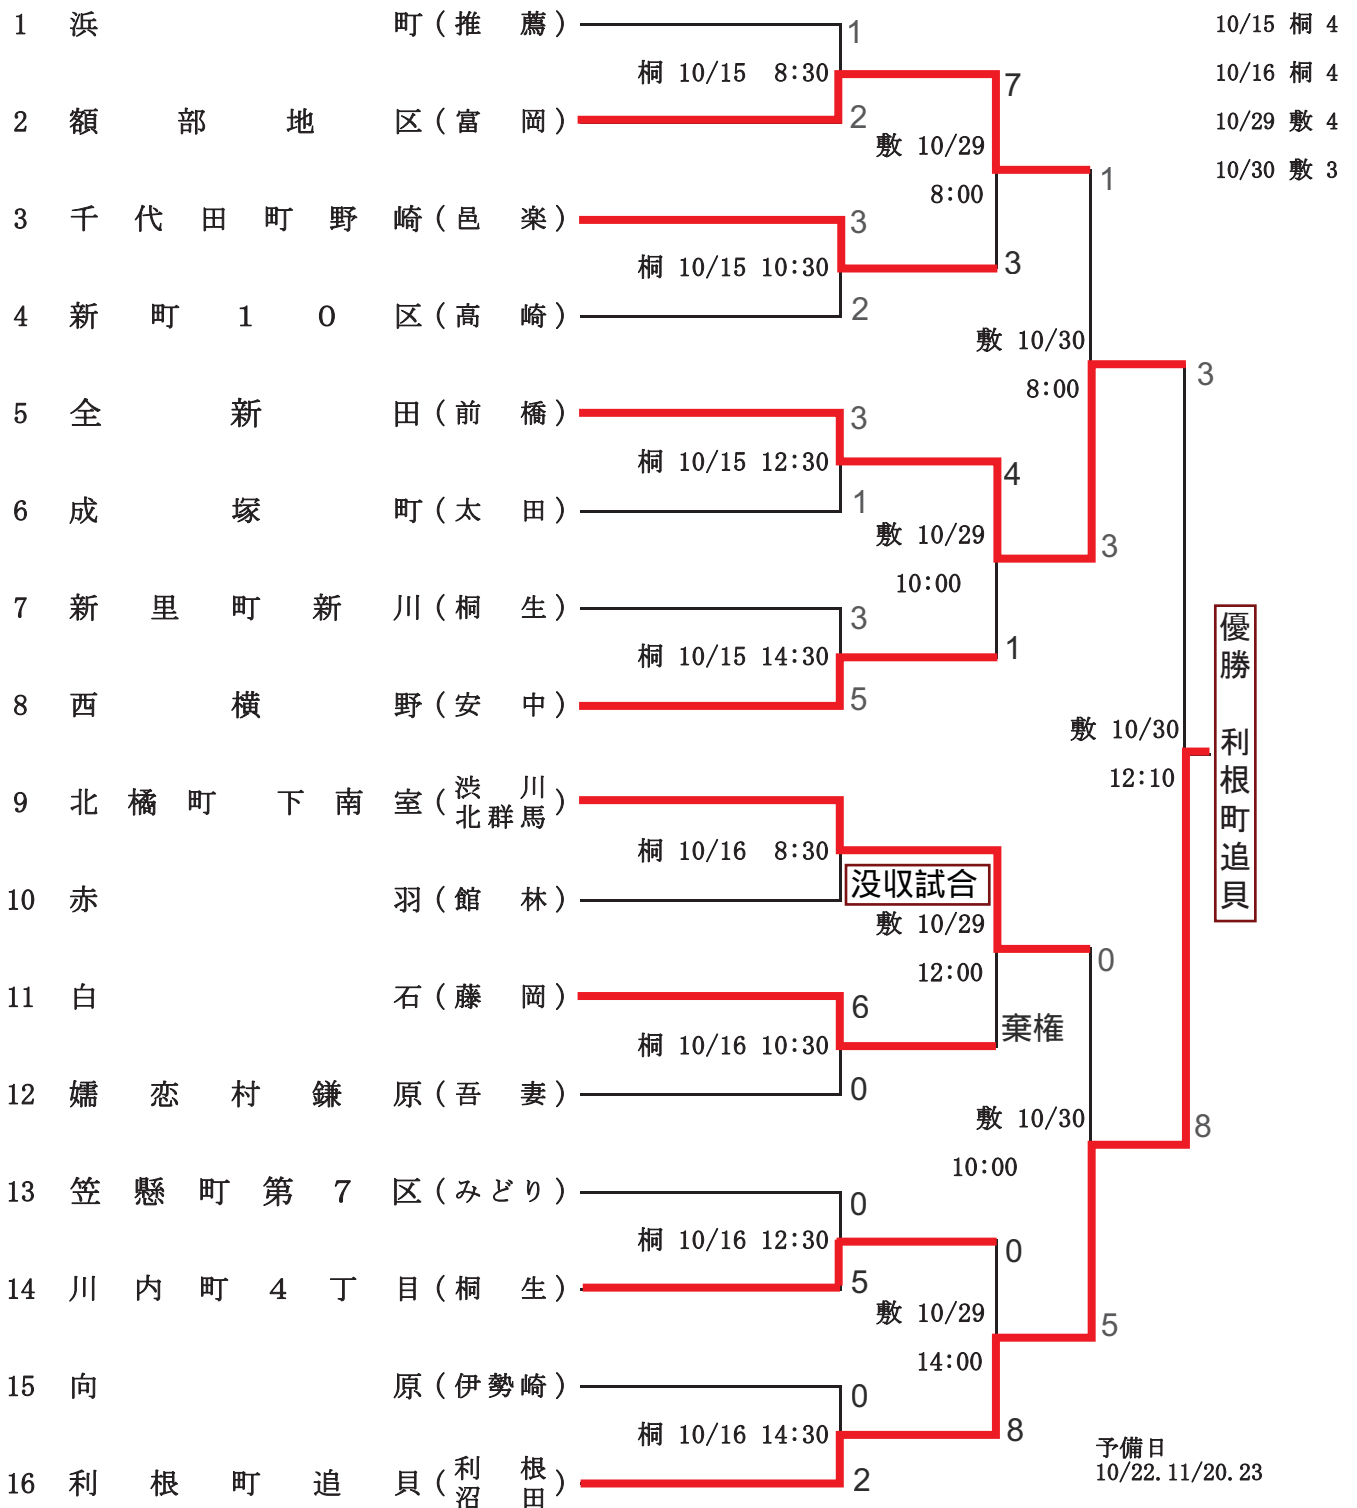 1 浜町(推薦)
1
10/15 桐 4
桐 10/15 8:30
7
10/16 桐 4
2 額部地区(富岡)
2
10/29 敷 4
敷 10/29
8:00
10/30 敷 3
1
3 千代田町野崎(邑楽)
3
桐 10/15 10:30
3
4 新町10区(高崎)
2
敷 10/30
8:00
3
5 全新田(前橋)
3
桐 10/15 12:30
4
6 成塚町(太田)
1
敷 10/29
10:00
3
7 新里町新川(桐生)
3
桐 10/15 14:30
1
8 西横野(安中)
5
敷 10/30
12:10
優勝 利根町追貝
9 北橘町 下南室(渋川北群馬)
桐 10/16 8:30
没収試合
10 赤羽(館林)
敷 10/29
12:00
0
11 白石(藤岡)
6
桐 10/16 10:30
棄権
12 嬬恋村鎌原(吾妻)
0
敷 10/30
10:00
8
13 笠懸町第7区(みどり)
0
桐 10/16 12:30
0
14 川内町4丁目(桐生)
5
敷 10/29
14:00
5
15 向原(伊勢崎)
0
桐 10/16 14:30
8
16 利根町追貝(利根沼田)
2
予備日
10/22.11/20.23